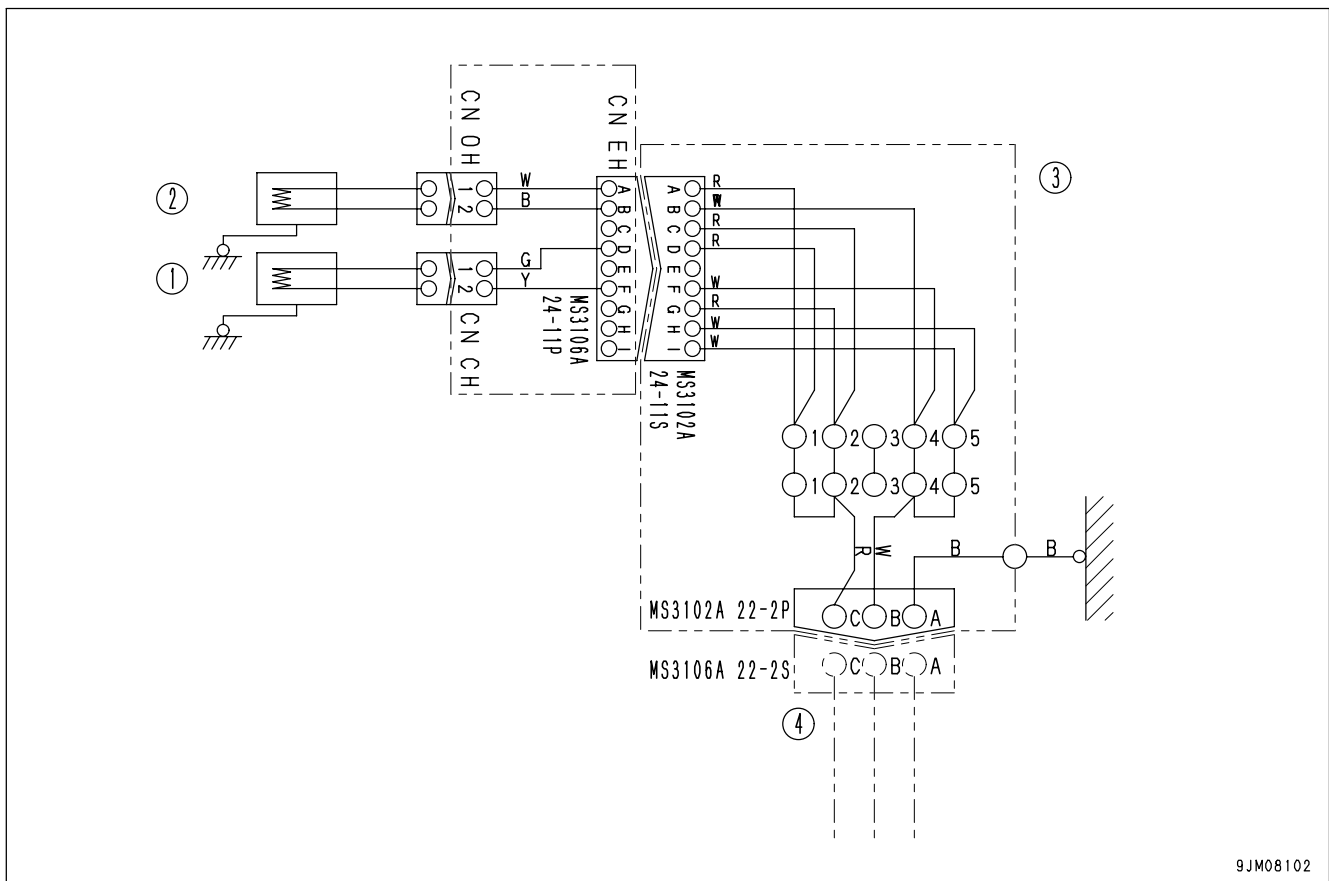 CN OH
CN EH
2
1
1
2
W
B
1
2
G
Y
CN CH
A
B
C
D
E
F
G
H
I
MS3106A
24-11P
A
B
C
D
E
F
G
H
I
MS3102A
24-11S
R
W
R
R
W
R
W
W
3
1 2 3 4 5
1 2 3 4 5
R
W
B
B
MS3102A 22-2P
C B A
MS3106A 22-2S
C B A
4
9JM08102